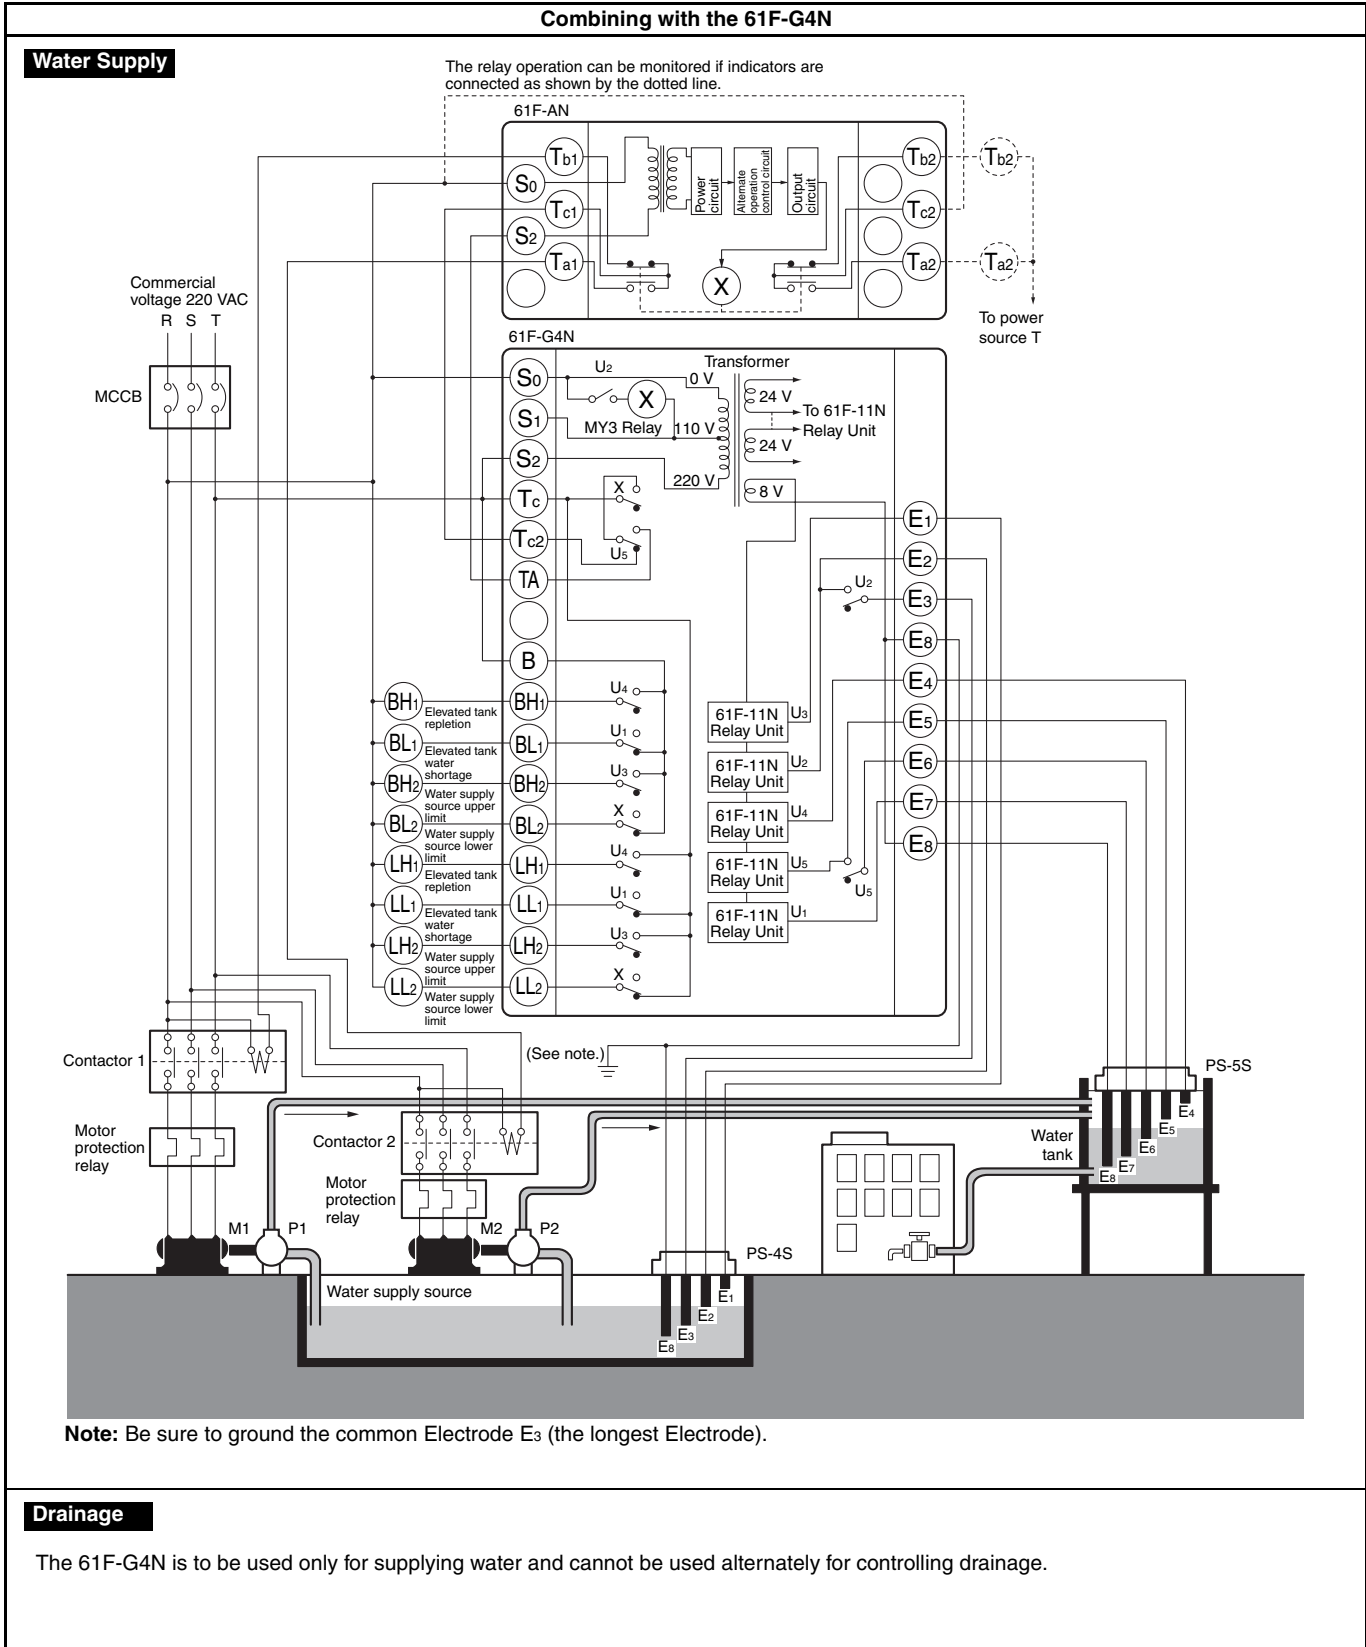 Combining with the 61F-G4N
Water Supply
The relay operation can be monitored if indicators are
connected as shown by the dotted line.
61F-AN
Tb1
S0
Tc1
S2
Ta1
Power
circuit
Alternate
operation
control circuit
Output
circuit
X
Tb2
Tc2
Ta2
Tb2
Ta2
To power
source T
Commercial
voltage 220 VAC
R S T
MCCB
61F-G4N
S0
S1
S2
Tc
Tc2
TA
B
U2
X
MY3 Relay
Transformer
0 V
110 V
220 V
24 V
To 61F-11N
Relay Unit
24 V
8 V
X
U5
E1
E2
U2
E3
E8
E4
E5
E6
E7
E8
BH1
Elevated tank
repletion
BH1
U4
BL1
Elevated tank
water
shortage
BL1
U1
BH2
Water supply
source upper
limit
BH2
U3
BL2
Water supply
source lower
limit
BL2
X
LH1
Elevated tank
repletion
LH1
U4
LL1
Elevated tank
water
shortage
LL1
U1
LH2
Water supply
source upper
limit
LH2
U3
LL2
Water supply
source lower
limit
LL2
X
61F-11N
Relay Unit
U3
61F-11N
Relay Unit
U2
61F-11N
Relay Unit
U4
61F-11N
Relay Unit
U5
U5
61F-11N
Relay Unit
U1
Contactor 1
(See note.)
PS-5S
Motor
protection
relay
Contactor 2
Motor
protection
relay
Water
tank
E4
E5
E6
E7
E8
M1
P1
M2
P2
PS-4S
Water supply source
E1
E2
E3
E8
Note: Be sure to ground the common Electrode E3 (the longest Electrode).
Drainage
The 61F-G4N is to be used only for supplying water and cannot be used alternately for controlling drainage.